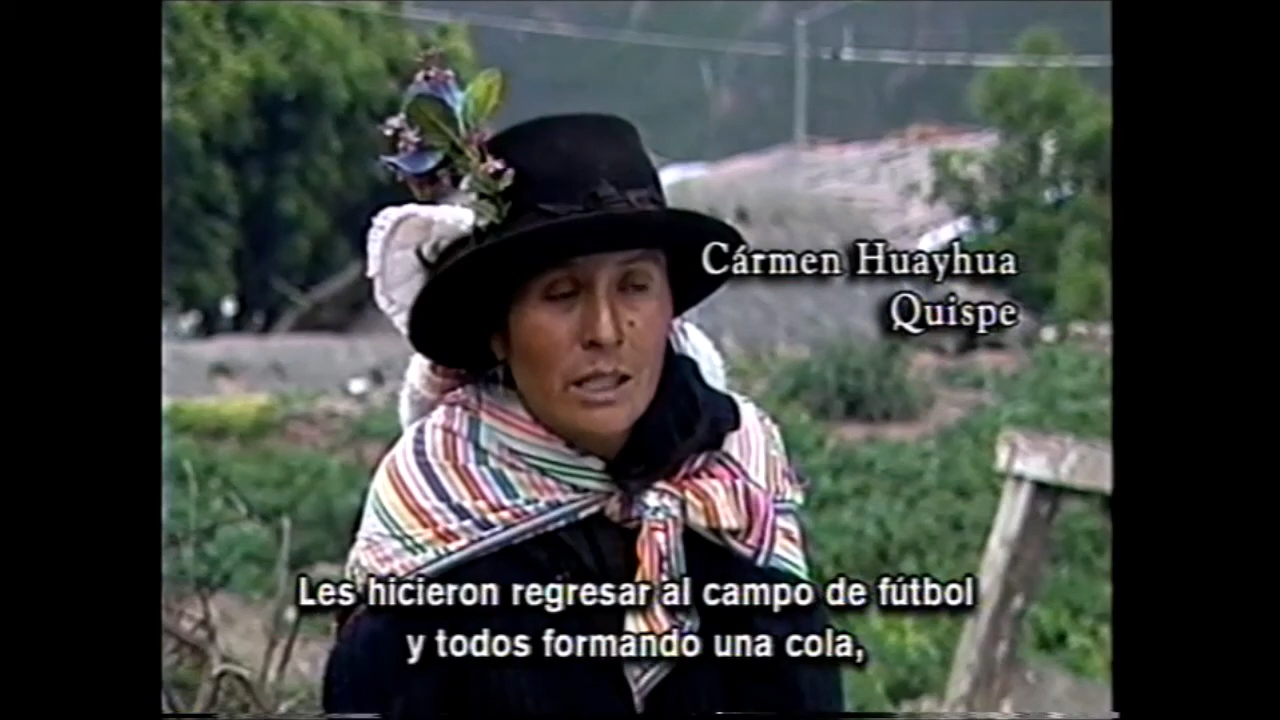 Cármen Huayhua
Quispe
Les hicieron regresar al campo de fútbol
y todos formando una cola,